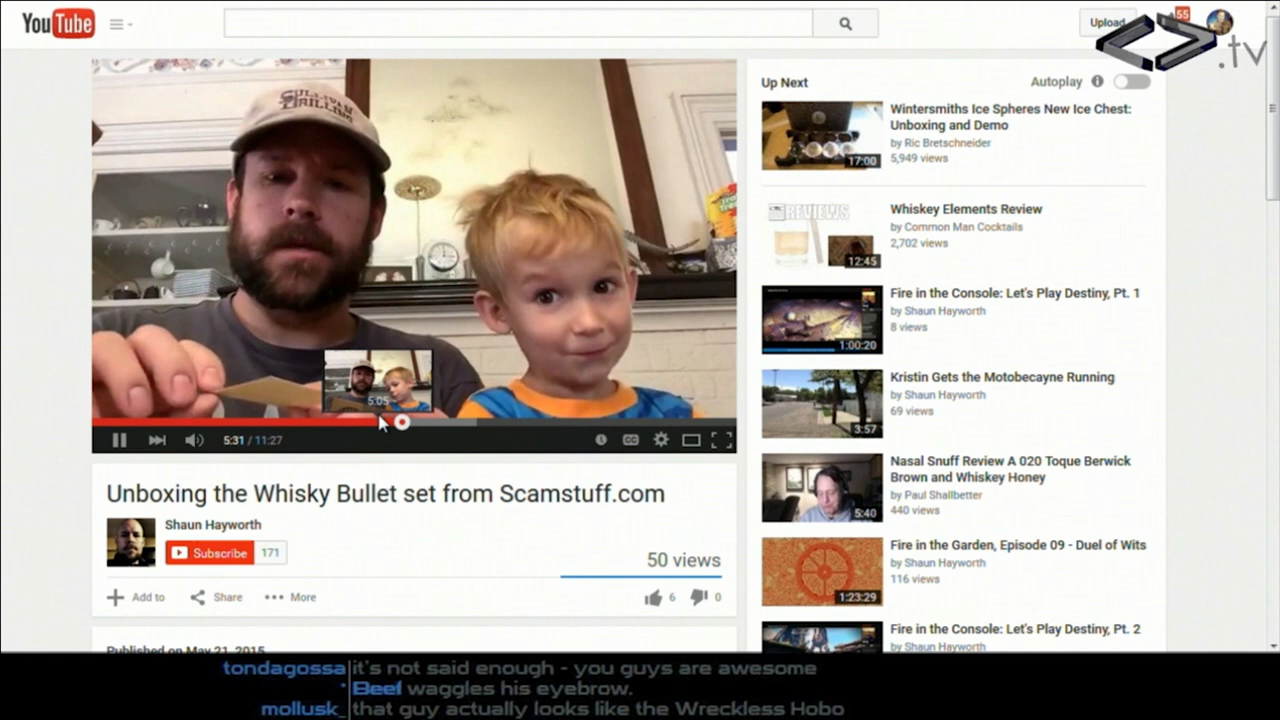 YouTube
Upload
55
<>.tv
SULLIVAN
DRILLING
5:05
5:31 / 11:27
CC
Unboxing the Whisky Bullet set from Scamstuff.com
Shaun Hayworth
Subscribe 171
50 views
Add to Share More 6 0
Published on May 21, 2015
Up Next Autoplay
17:00
Wintersmiths Ice Spheres New Ice Chest:
Unboxing and Demo
by Ric Bretschneider
5,949 views
REVIEWS
12:45
Whiskey Elements Review
by Common Man Cocktails
2,702 views
1:00:20
Fire in the Console: Let's Play Destiny, Pt. 1
by Shaun Hayworth
8 views
3:57
Kristin Gets the Motobecayne Running
by Shaun Hayworth
69 views
5:40
Nasal Snuff Review A 020 Toque Berwick
Brown and Whiskey Honey
by Paul Shallbetter
440 views
1:23:29
Fire in the Garden, Episode 09 - Duel of Wits
by Shaun Hayworth
116 views
Fire in the Console: Let's Play Destiny, Pt. 2
by Shaun Hayworth
tondagossa it's not said enough - you guys are awesome
* Beef waggles his eyebrow.
mollusk_ that guy actually looks like the Wreckless Hobo